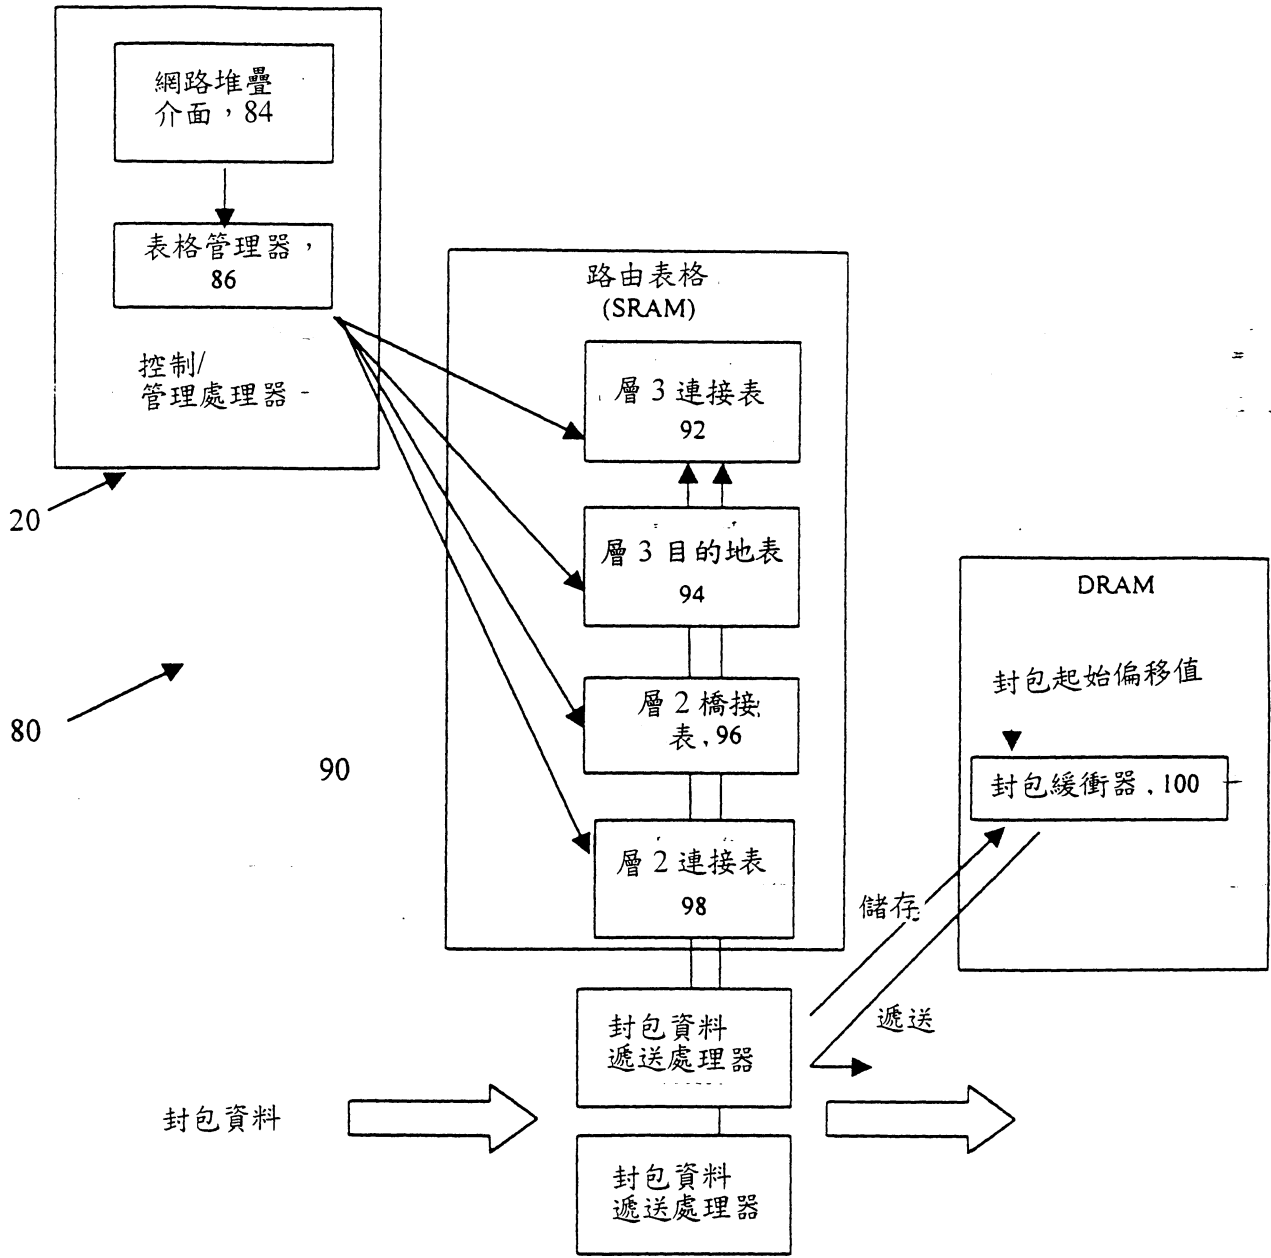 網路堆疊
介面，84
表格管理器，
86
控制/
管理處理器
20
80
90
路由表格
(SRAM)
層 3 連接表
92
層 3 目的地表
94
層 2 橋接
表, 96
層 2 連接表
98
DRAM
封包起始偏移值
封包緩衝器, 100
儲存
遞送
封包資料
遞送處理器
封包資料
封包資料
遞送處理器